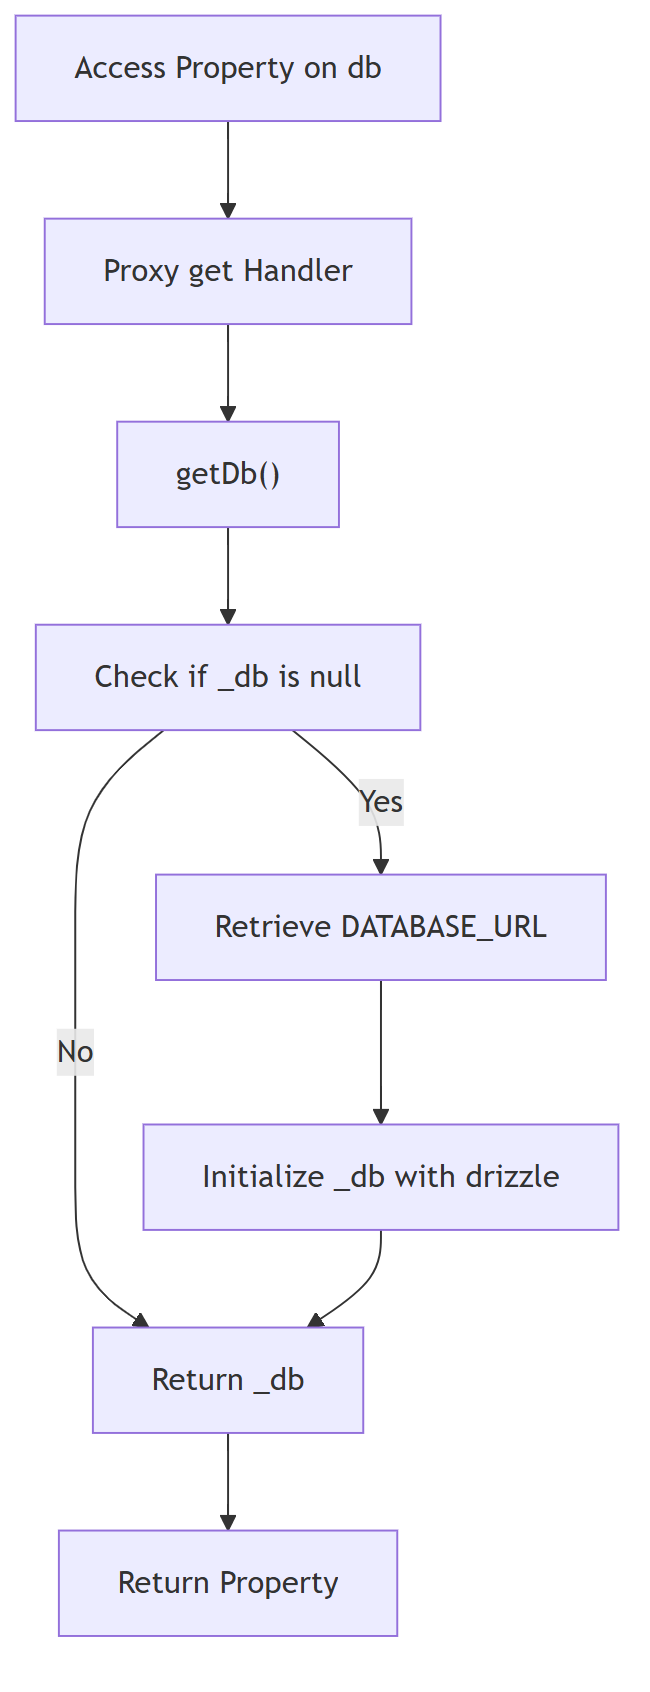 Access Property on db
Proxy get Handler
getDb()
Check if _db is null
Yes
Retrieve DATABASE_URL
No
Initialize _db with drizzle
Return _db
Return Property